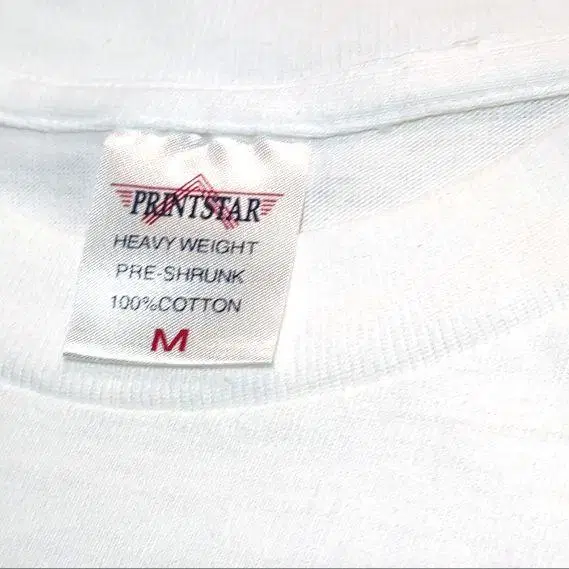 PRINTSTAR
HEAVY WEIGHT
PRE-SHRUNK
100%COTTON
M